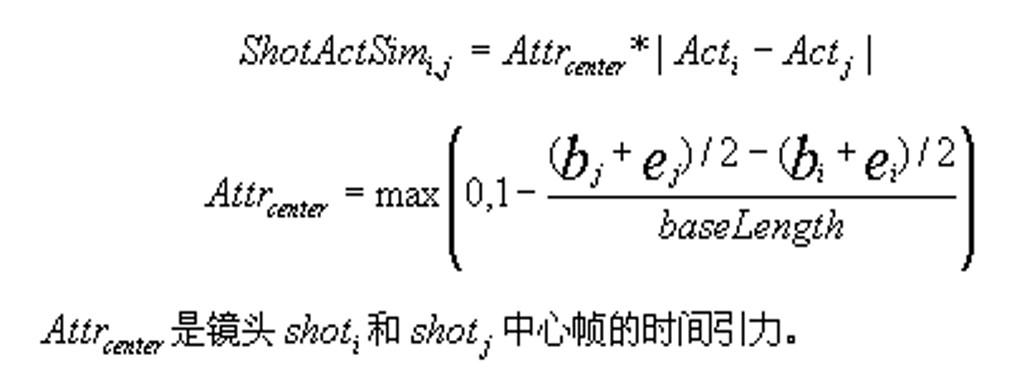 ShotActSim_{i,j} = Attr_{center} * | Act_i − Act_j |
Attr_{center} = max(0,1− \frac{(b_j + e_j)/2 − (b_i + e_i)/2}{baseLength})
Attr_{center} 是镜头 shot_i 和 shot_j 中心帧的时间引力。